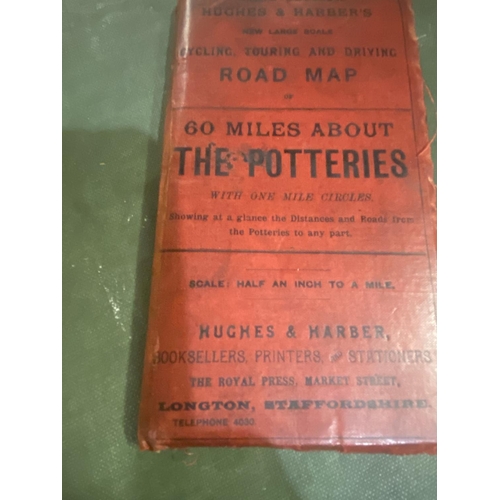 HUGHES & HARBER'S
NEW LARGE SCALE
CYCLING, TOURING AND DRIVING
ROAD MAP
OF
60 MILES ABOUT
THE POTTERIES
WITH ONE MILE CIRCLES.
Showing at a glance the Distances and Roads from
the Potteries to any part.
SCALE: HALF AN INCH TO A MILE.
HUGHES & HARBER,
BOOKSELLERS, PRINTERS, AND STATIONERS
THE ROYAL PRESS, MARKET STREET,
LONGTON, STAFFORDSHIRE.
TELEPHONE